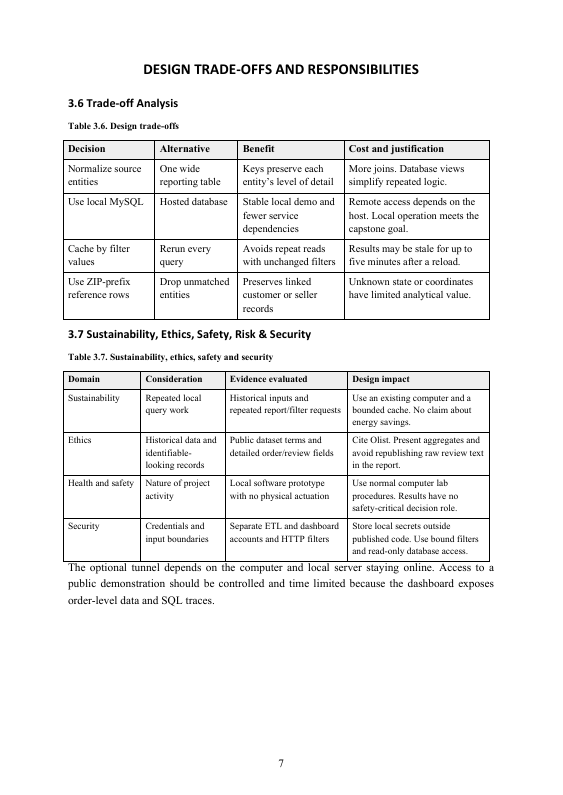 DESIGN TRADE-OFFS AND RESPONSIBILITIES
3.6 Trade-off Analysis
Table 3.6. Design trade-offs
Decision Alternative Benefit Cost and justification
Normalize source One wide Keys preserve each More joins. Database views
entities reporting table entity’s level of detail simplify repeated logic.
Use local MySQL Hosted database Stable local demo and Remote access depends on the
fewer service host. Local operation meets the
dependencies capstone goal.
Cache by filter Rerun every Avoids repeat reads Results may be stale for up to
values query with unchanged filters five minutes after a reload.
Use ZIP-prefix Drop unmatched Preserves linked Unknown state or coordinates
reference rows entities customer or seller have limited analytical value.
records
3.7 Sustainability, Ethics, Safety, Risk & Security
Table 3.7. Sustainability, ethics, safety and security
Domain Consideration Evidence evaluated Design impact
Sustainability Repeated local Historical inputs and Use an existing computer and a
query work repeated report/filter requests bounded cache. No claim about
energy savings.
Ethics Historical data and Public dataset terms and Cite Olist. Present aggregates and
identifiable- detailed order/review fields avoid republishing raw review text
looking records in the report.
Health and safety Nature of project Local software prototype Use normal computer lab
activity with no physical actuation procedures. Results have no
safety-critical decision role.
Security Credentials and Separate ETL and dashboard Store local secrets outside
input boundaries accounts and HTTP filters published code. Use bound filters
and read-only database access.
The optional tunnel depends on the computer and local server staying online. Access to a
public demonstration should be controlled and time limited because the dashboard exposes
order-level data and SQL traces.
7